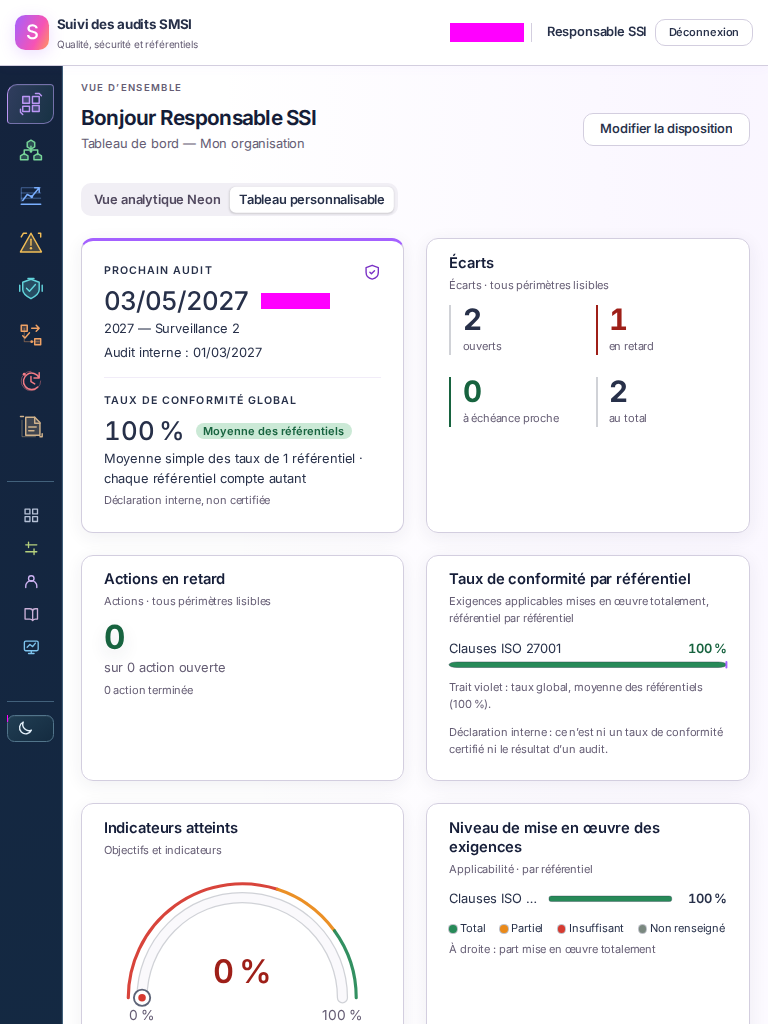 S
Suivi des audits SMSI
Qualité, sécurité et référentiels
Responsable SSI
Déconnexion
VUE D'ENSEMBLE
Bonjour Responsable SSI
Tableau de bord — Mon organisation
Modifier la disposition
Vue analytique Neon
Tableau personnalisable
PROCHAIN AUDIT
03/05/2027
2027 — Surveillance 2
Audit interne : 01/03/2027
TAUX DE CONFORMITÉ GLOBAL
100 %
Moyenne des référentiels
Moyenne simple des taux de 1 référentiel ·
chaque référentiel compte autant
Déclaration interne, non certifiée
Écarts
Écarts · tous périmètres lisibles
2
ouverts
1
en retard
0
à échéance proche
2
au total
Actions en retard
Actions · tous périmètres lisibles
0
sur 0 action ouverte
0 action terminée
Taux de conformité par référentiel
Exigences applicables mises en œuvre totalement,
référentiel par référentiel
Clauses ISO 27001
100 %
Trait violet : taux global, moyenne des référentiels
(100 %).
Déclaration interne : ce n'est ni un taux de conformité
certifié ni le résultat d'un audit.
Indicateurs atteints
Objectifs et indicateurs
0 %
0 %
100 %
Niveau de mise en œuvre des
exigences
Applicabilité · par référentiel
Clauses ISO ...
100 %
Total
Partiel
Insuffisant
Non renseigné
À droite : part mise en œuvre totalement